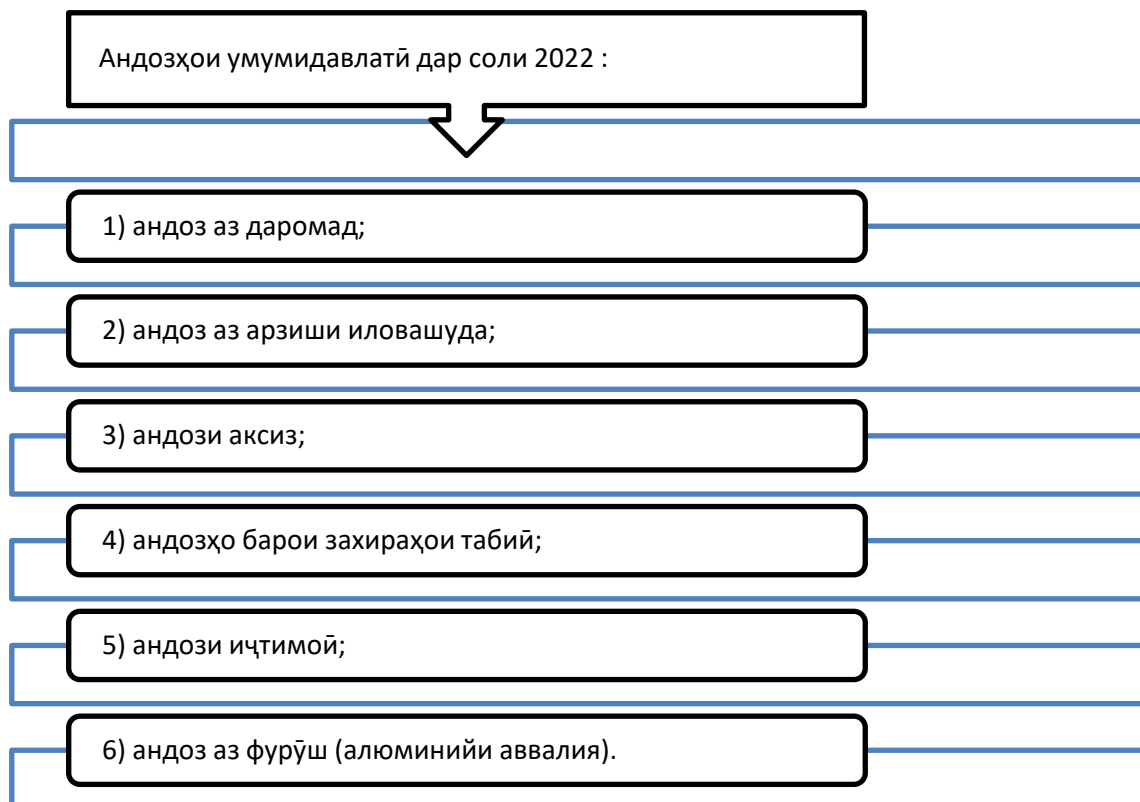 Андозҳои умумидавлатӣ дар соли 2022 :
1) андоз аз даромад;
2) андоз аз арзиши иловашуда;
3) андози аксиз;
4) андозҳо барои захираҳои табиӣ;
5) андози иҷтимоӣ;
6) андоз аз фурӯш (алюминийи аввалия).